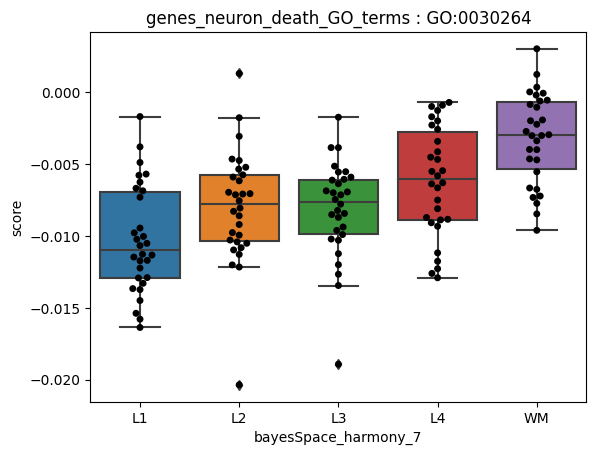 genes_neuron_death_GO_terms : GO:0030264
0.000
−0.005
−0.010
−0.015
−0.020
score
L1 L2 L3 L4 WM
bayesSpace_harmony_7